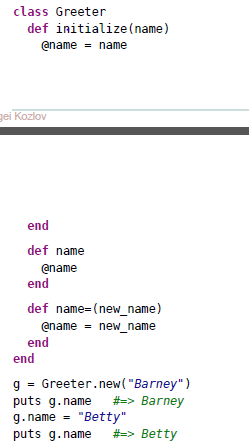 class Greeter
  def initialize(name)
    @name = name
gei Kozlov
  end
  def name
    @name
  end
  def name=(new_name)
    @name = new_name
  end
end
g = Greeter.new("Barney")
puts g.name   #=> Barney
g.name = "Betty"
puts g.name   #=> Betty